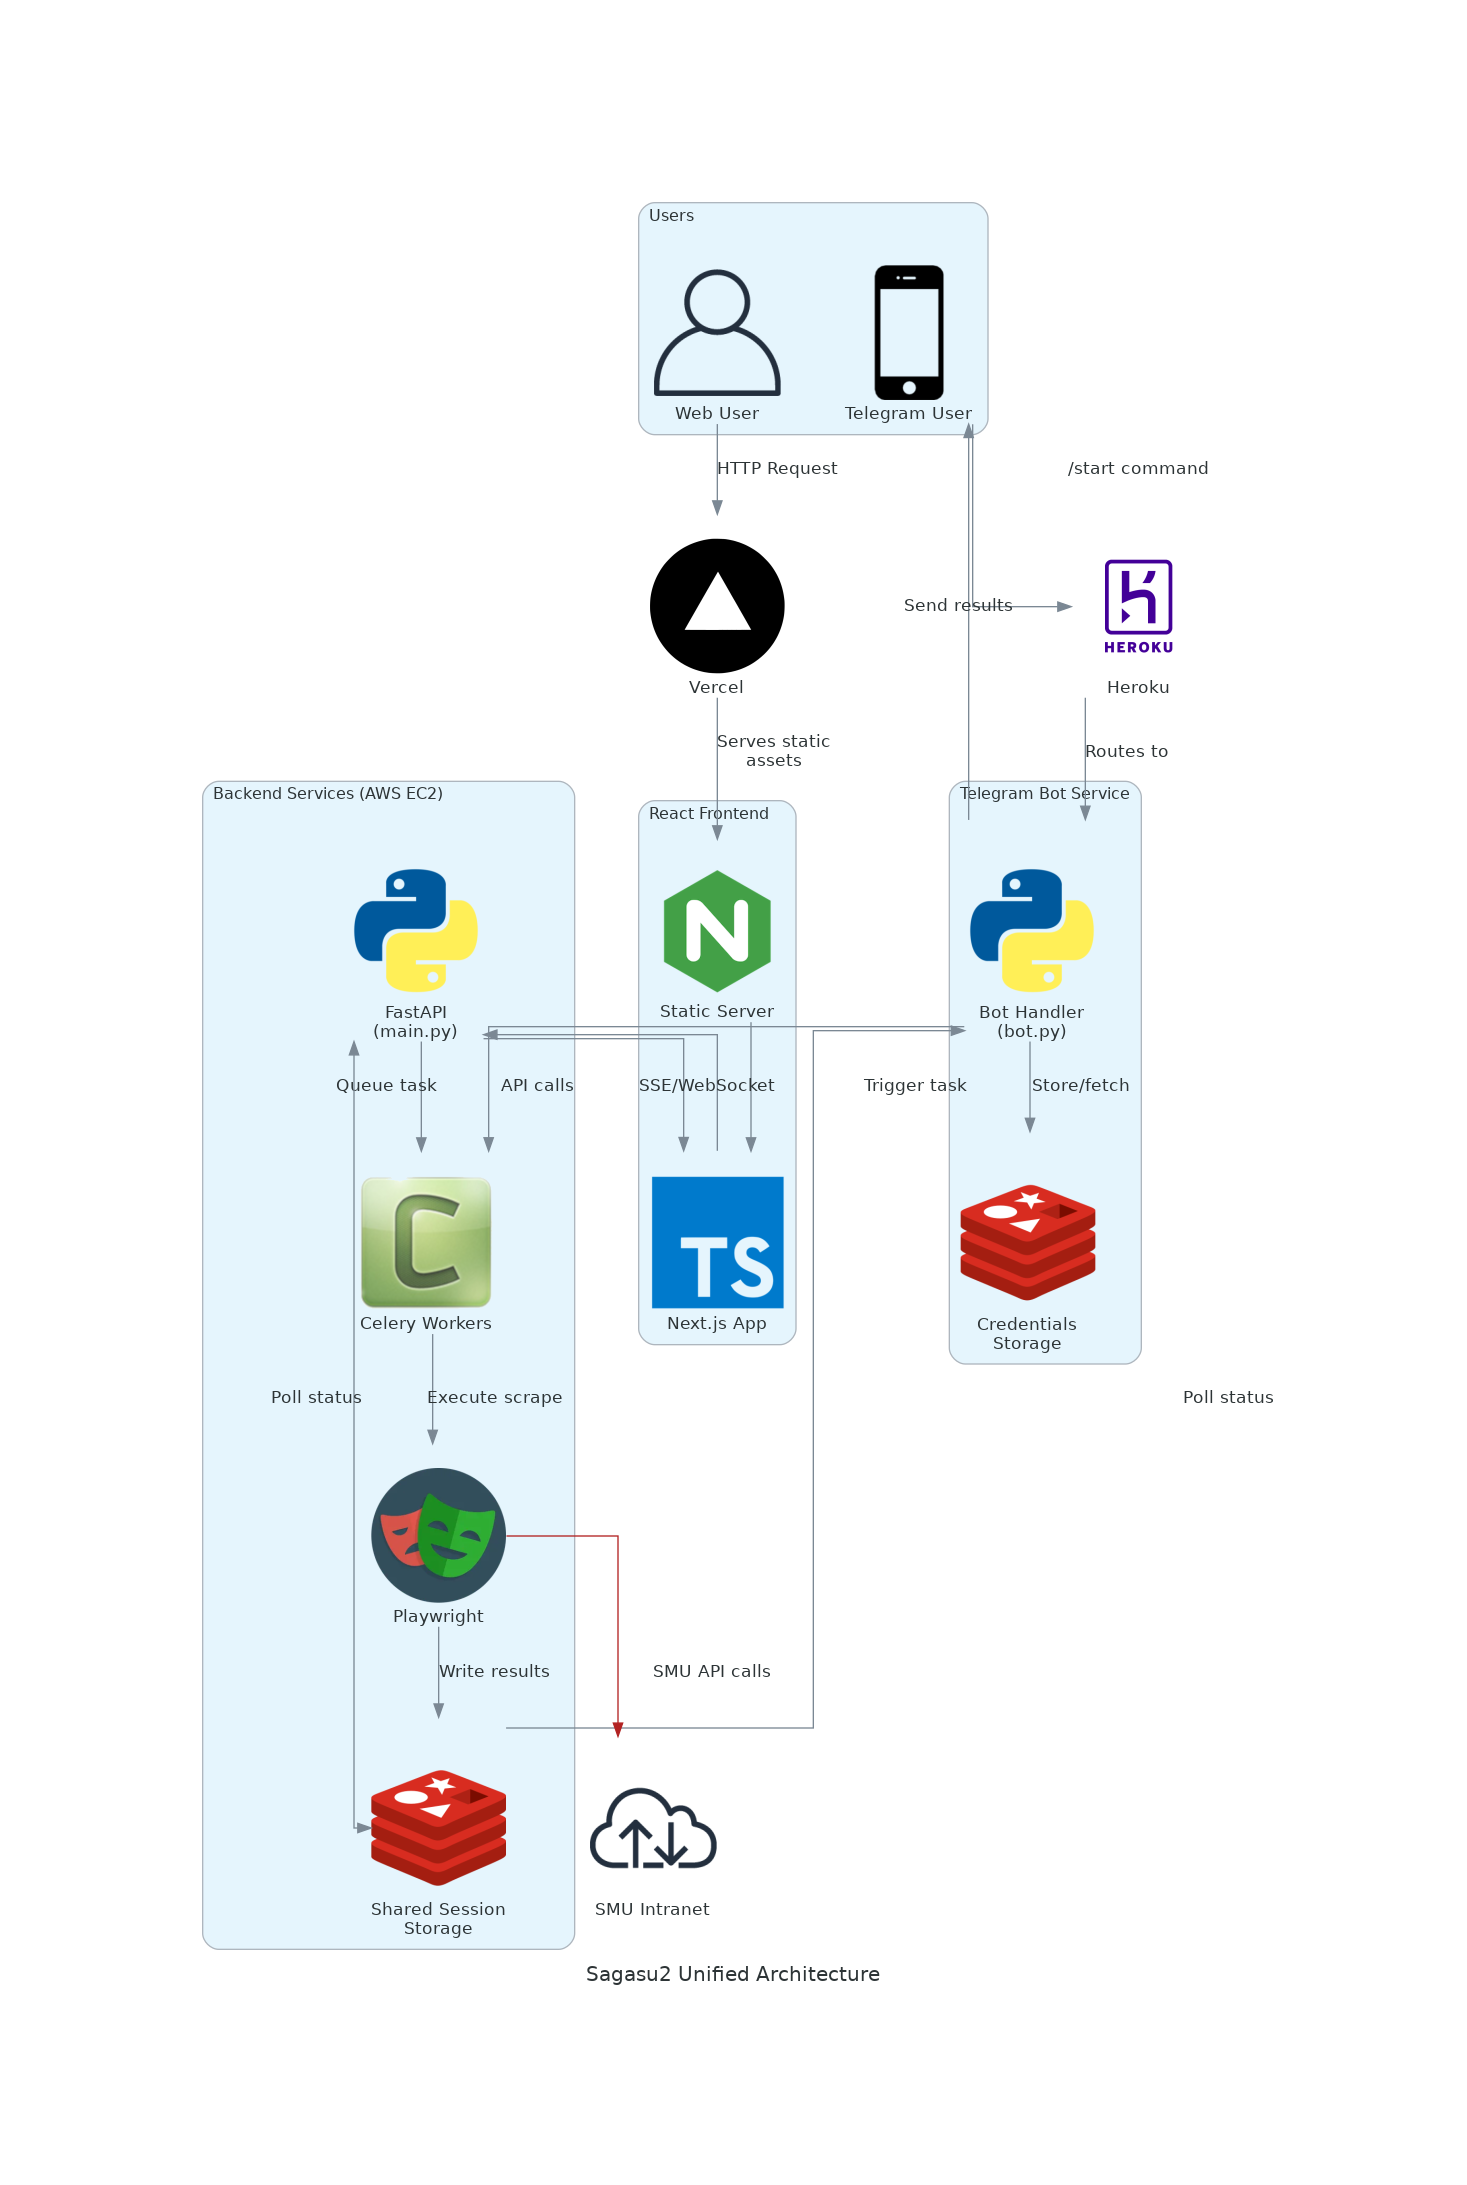 Users
Web User
Telegram User
HTTP Request
/start command
Send results
HEROKU
Vercel
Heroku
Serves static
assets
Routes to
Backend Services (AWS EC2)
React Frontend
Telegram Bot Service
N
FastAPI
(main.py)
Static Server
Bot Handler
(bot.py)
Queue task
API calls
SSE/WebSocket
Trigger task
Store/fetch
C
TS
Celery Workers
Next.js App
Credentials
Storage
Poll status
Execute scrape
Poll status
Playwright
Write results
SMU API calls
Shared Session
Storage
SMU Intranet
Sagasu2 Unified Architecture